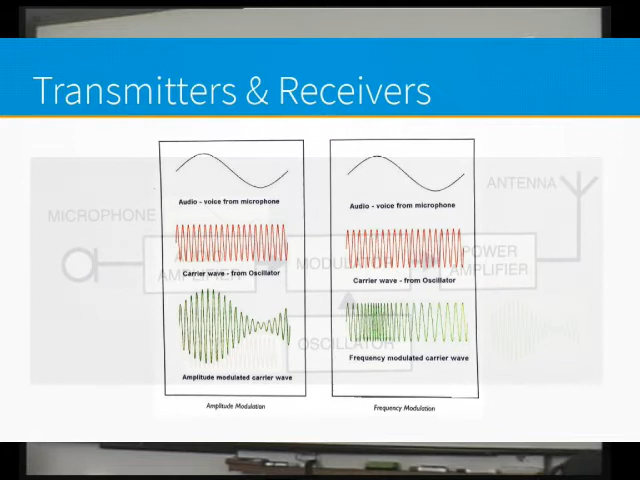 Transmitters & Receivers
Audio - voice from microphone
Carrier wave - from Oscillator
Amplitude modulated carrier wave
Amplitude Modulation
Audio - voice from microphone
Carrier wave - from Oscillator
Frequency modulated carrier wave
Frequency Modulation
MICROPHONE
AMPLIFIER
MODULATOR
OSCILLATOR
POWER
AMPLIFIER
ANTENNA